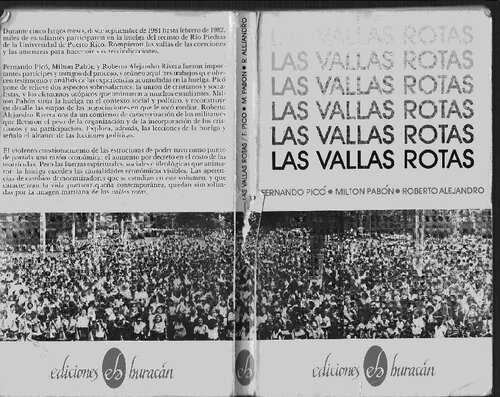 Durante cinco largos meses, desde septiembre de 1981 hasta febrero de 1982,
miles de estudiantes participaron en la huelga del recinto de Río Piedras
de la Universidad de Puerto Rico. Rompieron las vallas de las coerciones
y las amenazas para hacer sus reivindicaciones.
Fernando Picó, Milton Pabón y Roberto Alejandro Rivera fueron impor-
tantes partícipes y testigos del proceso, y reúnen aquí tres trabajos que ofre-
cen testimonio y análisis de las experiencias acumuladas en la huelga. Picó
pone de relieve dos aspectos sobresalientes: la unión de cristianos y socia-
listas, y los elementos utópicos que animaron a muchos estudiantes. Mil-
ton Pabón sitúa la huelga en el contexto social y político, y reconstruye
en detalle las etapas de las negociaciones en que le tocó mediar. Roberto
Alejandro Rivera nos da un comienzo de caracterización de los militantes
que llevaron el peso de la organización y de la incorporación de los cris-
tianos y su participación. Explora, además, las lecciones de la huelga y
señala el alcance de las lecciones políticas.
El violento cuestionamiento de las estructuras de poder tuvo como punto
de partida una razón económica: el aumento por decreto en el costo de las
matrículas. Pero las fuerzas morales, sociales e ideológicas que animaron
la huelga exceden las causalidades económicas visibles. Las aperturas
de cambios democratizadores que se estudian en este volumen, y que
caracterizan la vida puertorriqueña contemporánea, quedan simboliza-
das por la imagen martiana de las vallas rotas.
ediciones eh huracán
LAS VALLAS ROTAS / F. PICÓ • M. PABÓN • R. ALEJANDRO
eh
LAS VALLAS ROTAS
LAS VALLAS ROTAS
LAS VALLAS ROTAS
LAS VALLAS ROTAS
LAS VALLAS ROTAS
LAS VALLAS ROTAS
FERNANDO PICÓ • MILTON PABÓN • ROBERTO ALEJANDRO
ediciones eh huracán